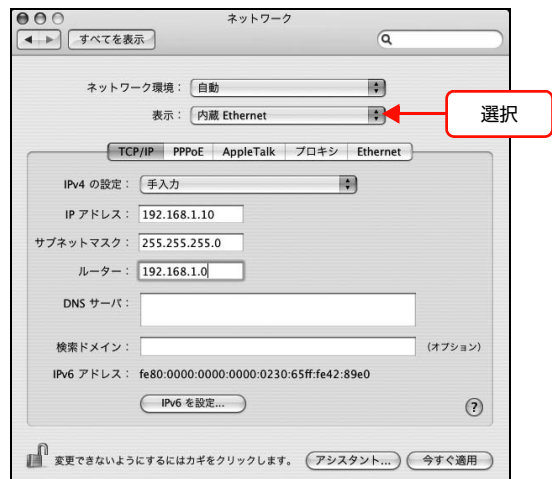 ネットワーク
すべてを表示
ネットワーク環境： 自動
表示： 内蔵 Ethernet
選択
TCP/IP PPPoE AppleTalk プロキシ Ethernet
IPv4 の設定： 手入力
IP アドレス： 192.168.1.10
サブネットマスク： 255.255.255.0
ルーター： 192.168.1.0
DNS サーバ：
検索ドメイン： (オプション)
IPv6 アドレス： fe80:0000:0000:0000:0230:65ff:fe42:89e0
IPv6 を設定...
?
変更できないようにするにはカギをクリックします。 アシスタント... 今すぐ適用